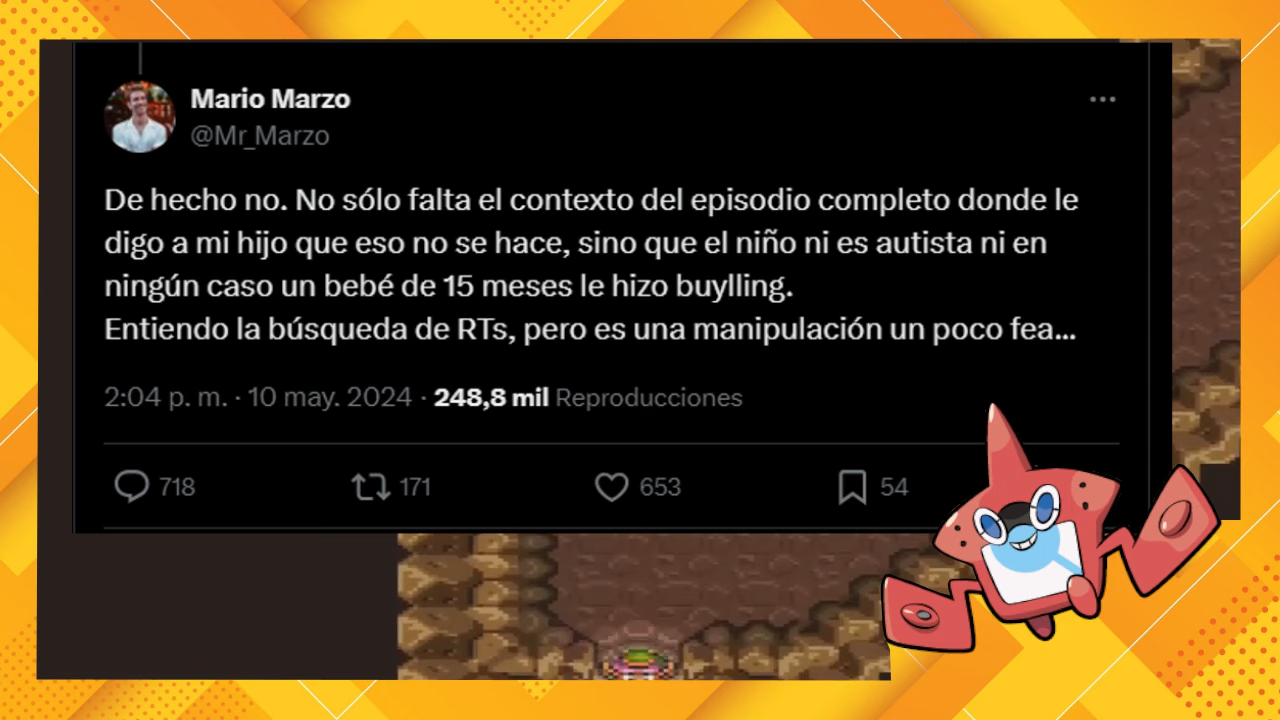 Mario Marzo
@Mr_Marzo
De hecho no. No sólo falta el contexto del episodio completo donde le
digo a mi hijo que eso no se hace, sino que el niño ni es autista ni en
ningún caso un bebé de 15 meses le hizo buylling.
Entiendo la búsqueda de RTs, pero es una manipulación un poco fea...
2:04 p. m. · 10 may. 2024 · 248,8 mil Reproducciones
718 171 653 54